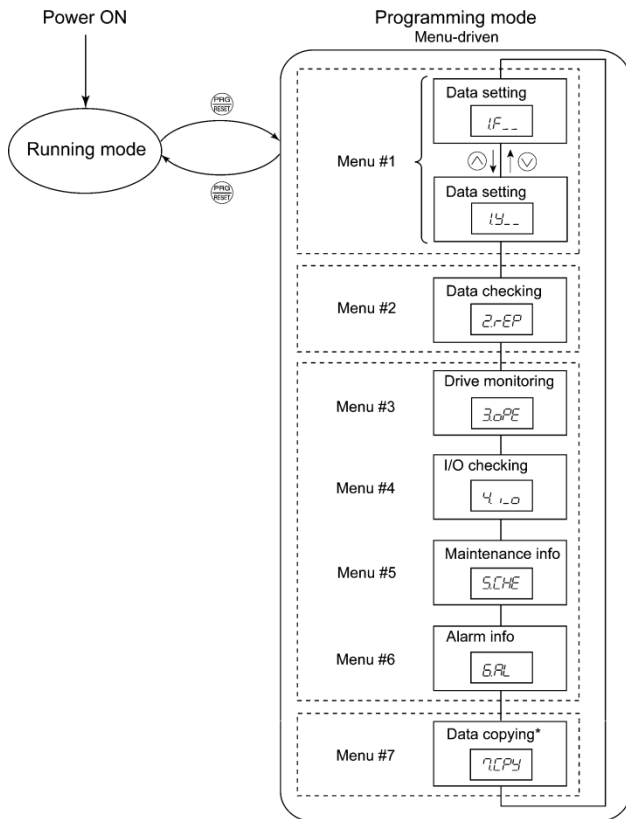 Power ON
Programming mode
Menu-driven
PRG
RESET
Running mode
PRG
RESET
Menu #1
Data setting
1.F__
Data setting
1.y__
Menu #2
Data checking
2.rEP
Menu #3
Drive monitoring
3.oPE
Menu #4
I/O checking
4.i_o
Menu #5
Maintenance info
5.CHE
Menu #6
Alarm info
6.AL
Menu #7
Data copying*
7.CPY